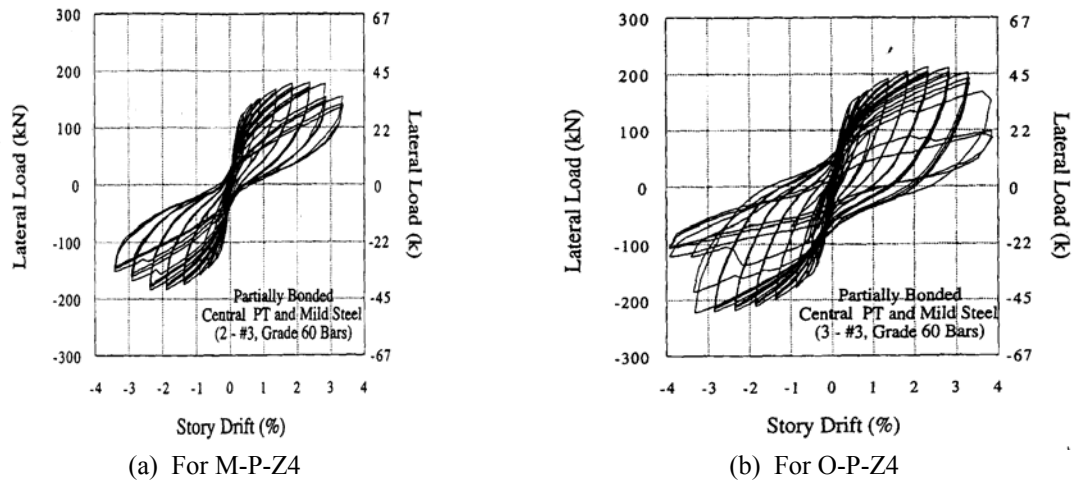 300
200
100
0
-100
-200
-300
67
45
22
0
-22
-45
-67
-4 -3 -2 -1 0 1 2 3 4
Lateral Load (kN)
Lateral Load (k)
Story Drift (%)
Partially Bonded
Central PT and Mild Steel
(2 - #3, Grade 60 Bars)
(a) For M-P-Z4
300
200
100
0
-100
-200
-300
67
45
22
0
-22
-45
-67
-4 -3 -2 -1 0 1 2 3 4
Lateral Load (kN)
Lateral Load (k)
Story Drift (%)
Partially Bonded
Central PT and Mild Steel
(3 - #3, Grade 60 Bars)
(b) For O-P-Z4